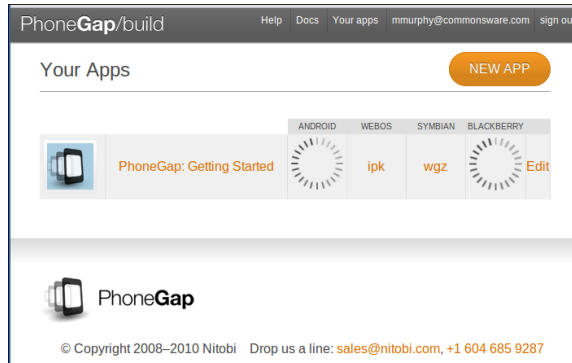 PhoneGap/build Help Docs Your apps mmurphy@commonsware.com sign ou
Your Apps NEW APP
ANDROID WEBOS SYMBIAN BLACKBERRY
PhoneGap: Getting Started ipk wgz Edit
PhoneGap
© Copyright 2008–2010 Nitobi Drop us a line: sales@nitobi.com, +1 604 685 9287